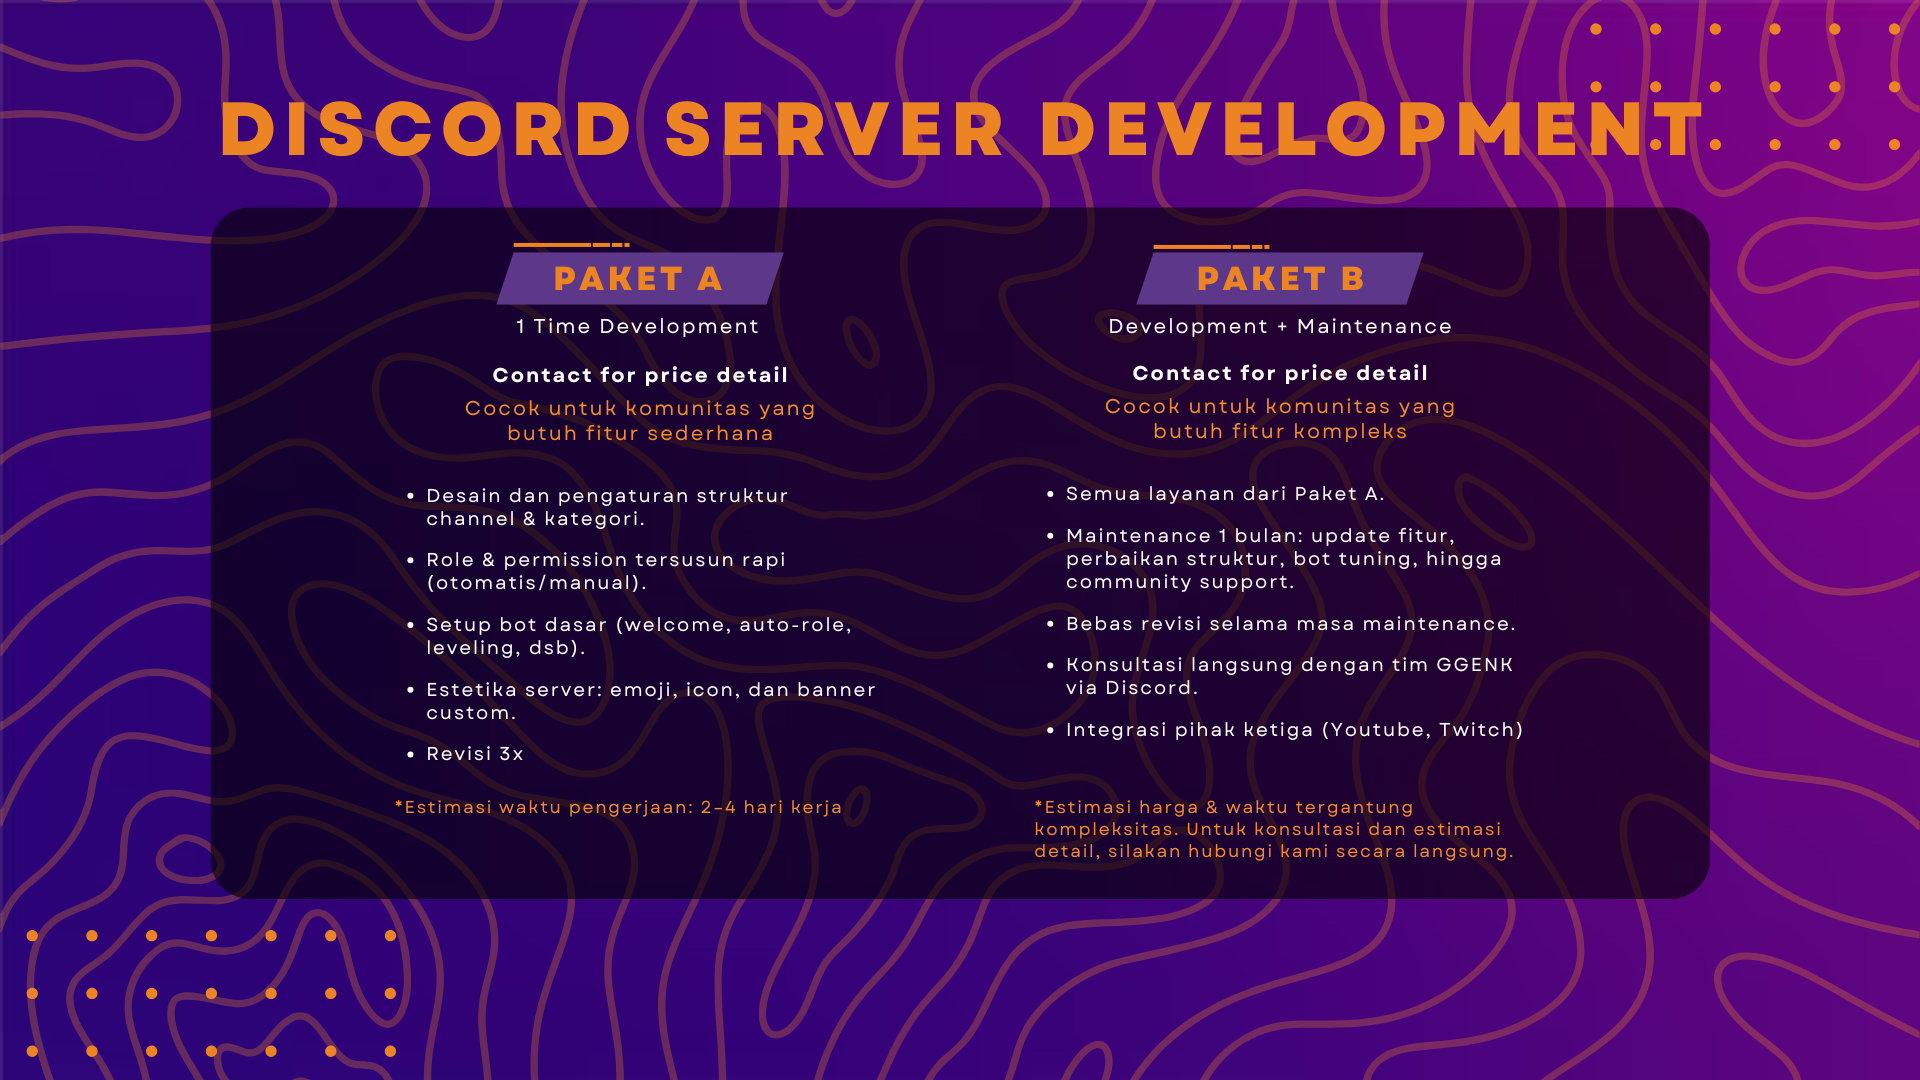 DISCORD SERVER DEVELOPMENT
PAKET A
1 Time Development
Contact for price detail
Cocok untuk komunitas yang
butuh fitur sederhana
• Desain dan pengaturan struktur
channel & kategori.
• Role & permission tersusun rapi
(otomatis/manual).
• Setup bot dasar (welcome, auto-role,
leveling, dsb).
• Estetika server: emoji, icon, dan banner
custom.
• Revisi 3x
*Estimasi waktu pengerjaan: 2–4 hari kerja
PAKET B
Development + Maintenance
Contact for price detail
Cocok untuk komunitas yang
butuh fitur kompleks
• Semua layanan dari Paket A.
• Maintenance 1 bulan: update fitur,
perbaikan struktur, bot tuning, hingga
community support.
• Bebas revisi selama masa maintenance.
• Konsultasi langsung dengan tim GGENK
via Discord.
• Integrasi pihak ketiga (Youtube, Twitch)
*Estimasi harga & waktu tergantung
kompleksitas. Untuk konsultasi dan estimasi
detail, silakan hubungi kami secara langsung.